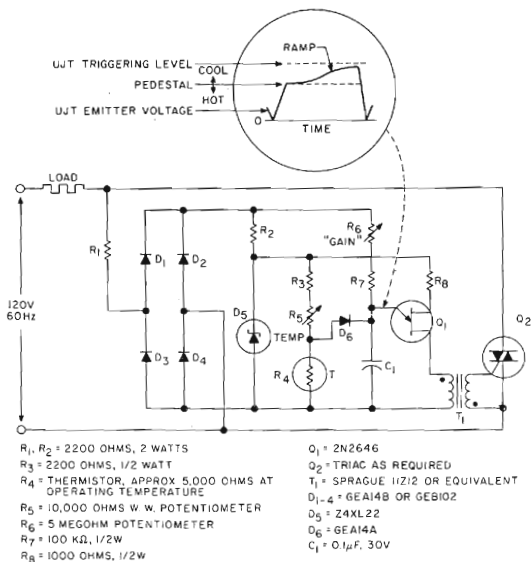 RAMP
UJT TRIGGERING LEVEL
COOL
PEDESTAL
HOT
UJT EMITTER VOLTAGE
0
TIME
LOAD
R1
D1
D2
R2
R6
"GAIN"
R3
R7
R8
120V
60Hz
D5
R5
TEMP
D6
Q1
Q2
D3
D4
R4
T
C1
T1
R1, R2 = 2200 OHMS, 2 WATTS
R3 = 2200 OHMS, 1/2 WATT
R4 = THERMISTOR, APPROX 5,000 OHMS AT
OPERATING TEMPERATURE
R5 = 10,000 OHMS W.W. POTENTIOMETER
R6 = 5 MEGOHM POTENTIOMETER
R7 = 100 KΩ, 1/2W
R8 = 1000 OHMS, 1/2W
Q1 = 2N2646
Q2 = TRIAC AS REQUIRED
T1 = SPRAGUE 11Z12 OR EQUIVALENT
D1-4 = GEA14B OR GEB102
D5 = Z4XL22
D6 = GEA14A
C1 = 0.1μF, 30V